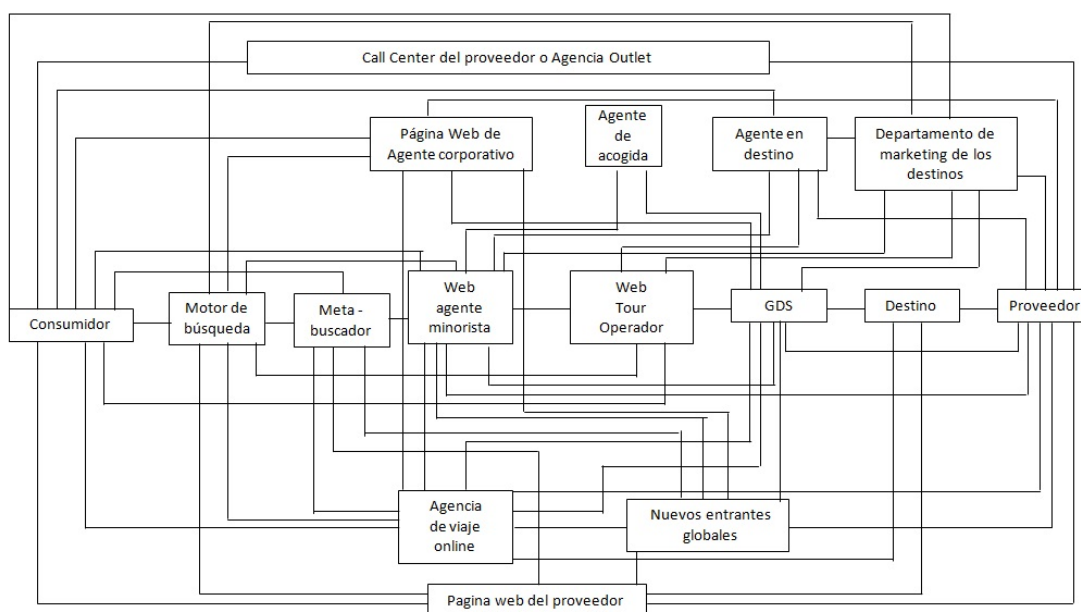 Call Center del proveedor o Agencia Outlet
Página Web de
Agente corporativo
Agente
de
acogida
Agente en
destino
Departamento de
marketing de los
destinos
Consumidor
Motor de
búsqueda
Meta -
buscador
Web
agente
minorista
Web
Tour
Operador
GDS
Destino
Proveedor
Agencia
de viaje
online
Nuevos entrantes
globales
Pagina web del proveedor